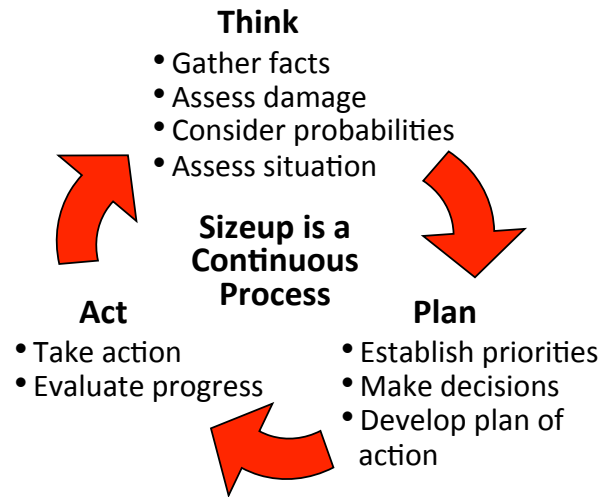 Think
• Gather facts
• Assess damage
• Consider probabilities
• Assess situation
Sizeup is a
Continuous
Process
Plan
• Establish priorities
• Make decisions
• Develop plan of
action
Act
• Take action
• Evaluate progress